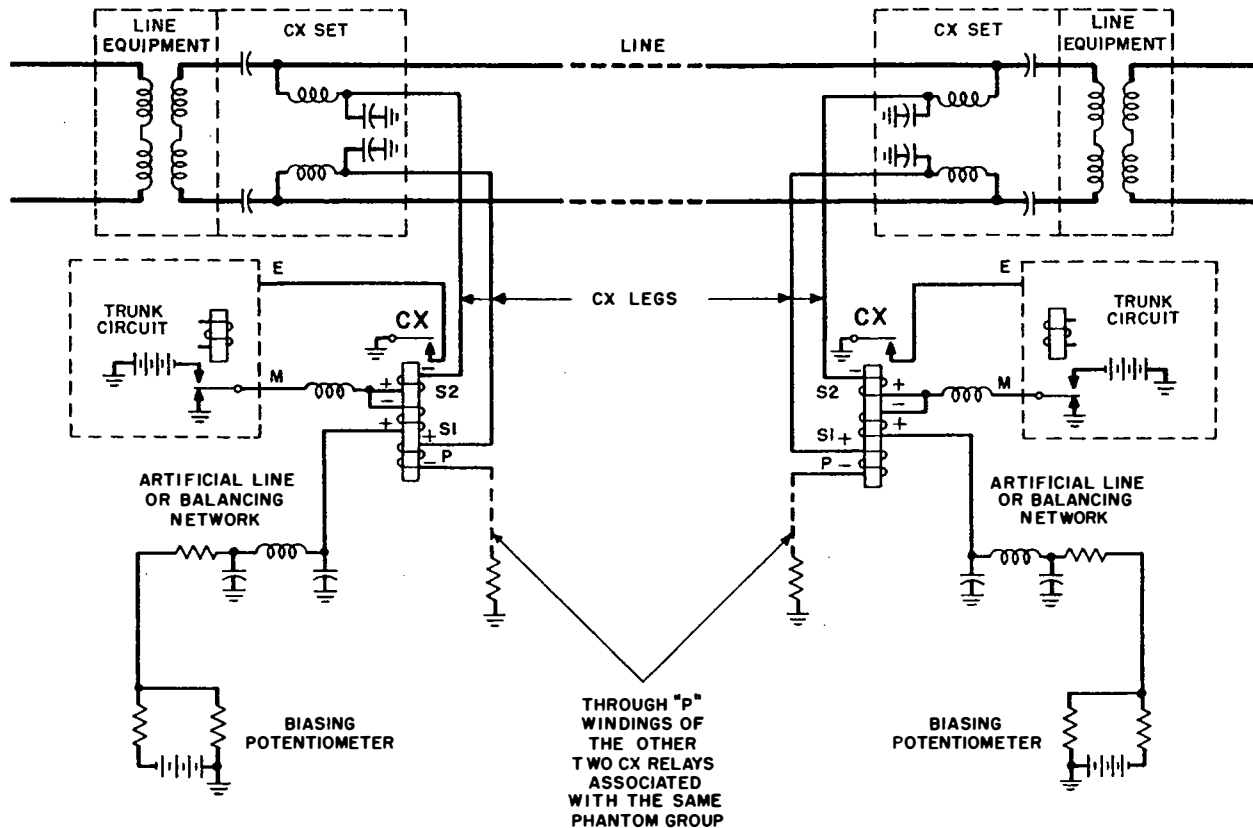 LINE
EQUIPMENT
CX SET
LINE
CX SET
LINE
EQUIPMENT
E
TRUNK
CIRCUIT
M
CX
CX LEGS
CX
E
TRUNK
CIRCUIT
M
-
+
S2
-
+
+
S1
-
P
-
S2
+
-
S1
+
P
-
ARTIFICIAL LINE
OR BALANCING
NETWORK
ARTIFICIAL LINE
OR BALANCING
NETWORK
BIASING
POTENTIOMETER
THROUGH "P"
WINDINGS OF
THE OTHER
TWO CX RELAYS
ASSOCIATED
WITH THE SAME
PHANTOM GROUP
BIASING
POTENTIOMETER